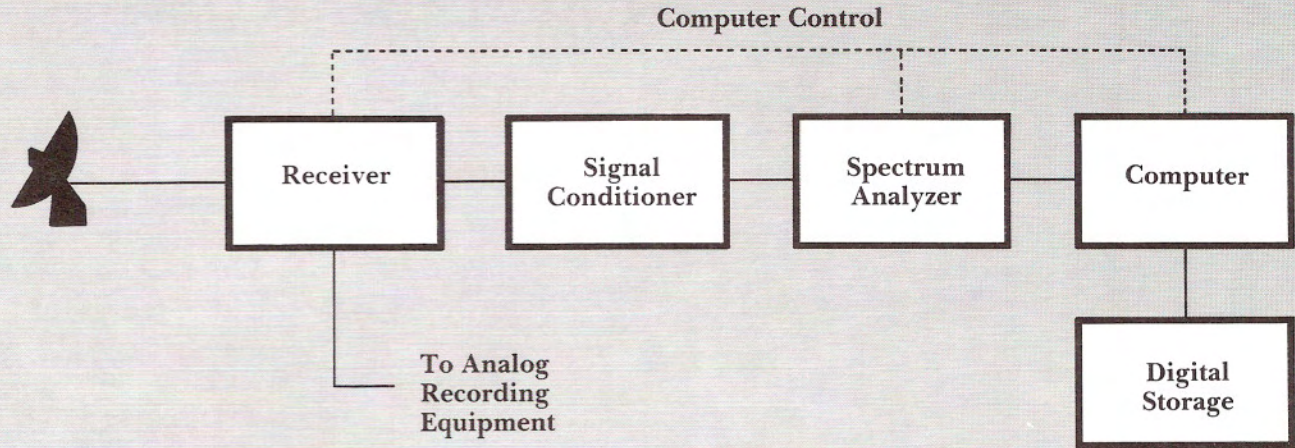 Computer Control
Receiver
Signal
Conditioner
Spectrum
Analyzer
Computer
To Analog
Recording
Equipment
Digital
Storage